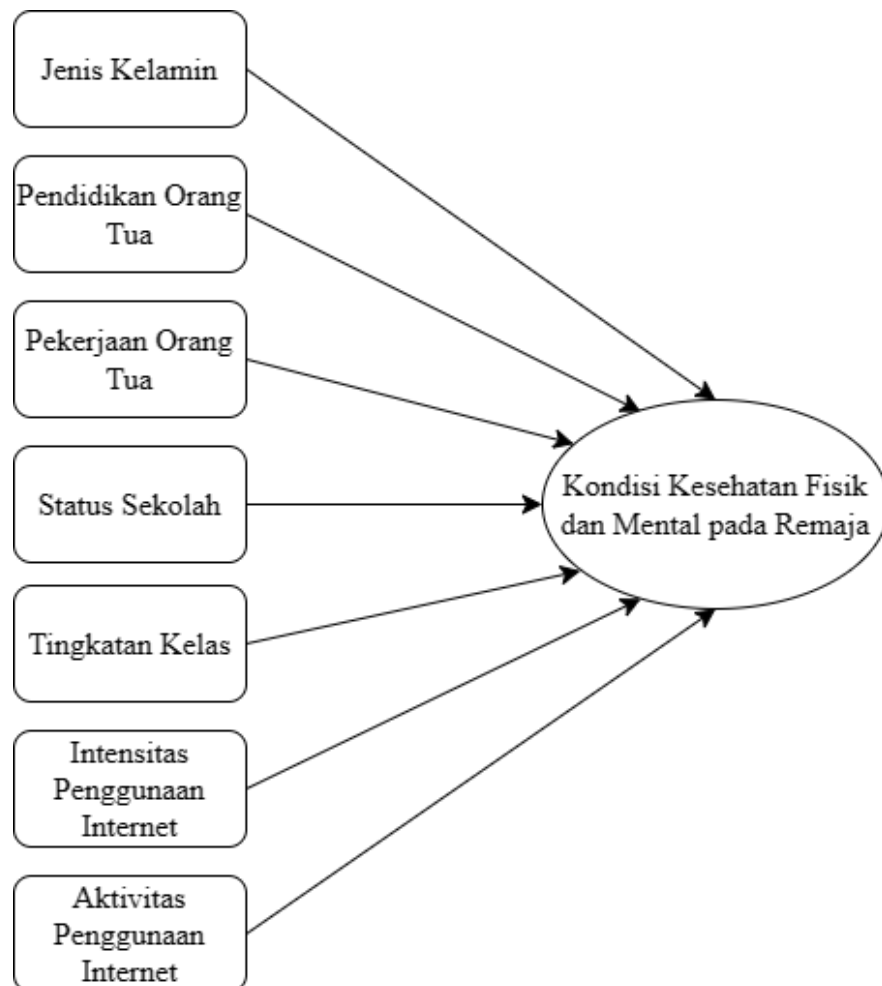 Jenis Kelamin
Pendidikan Orang
Tua
Pekerjaan Orang
Tua
Status Sekolah
Tingkatan Kelas
Intensitas
Penggunaan
Internet
Aktivitas
Penggunaan
Internet
Kondisi Kesehatan Fisik
dan Mental pada Remaja